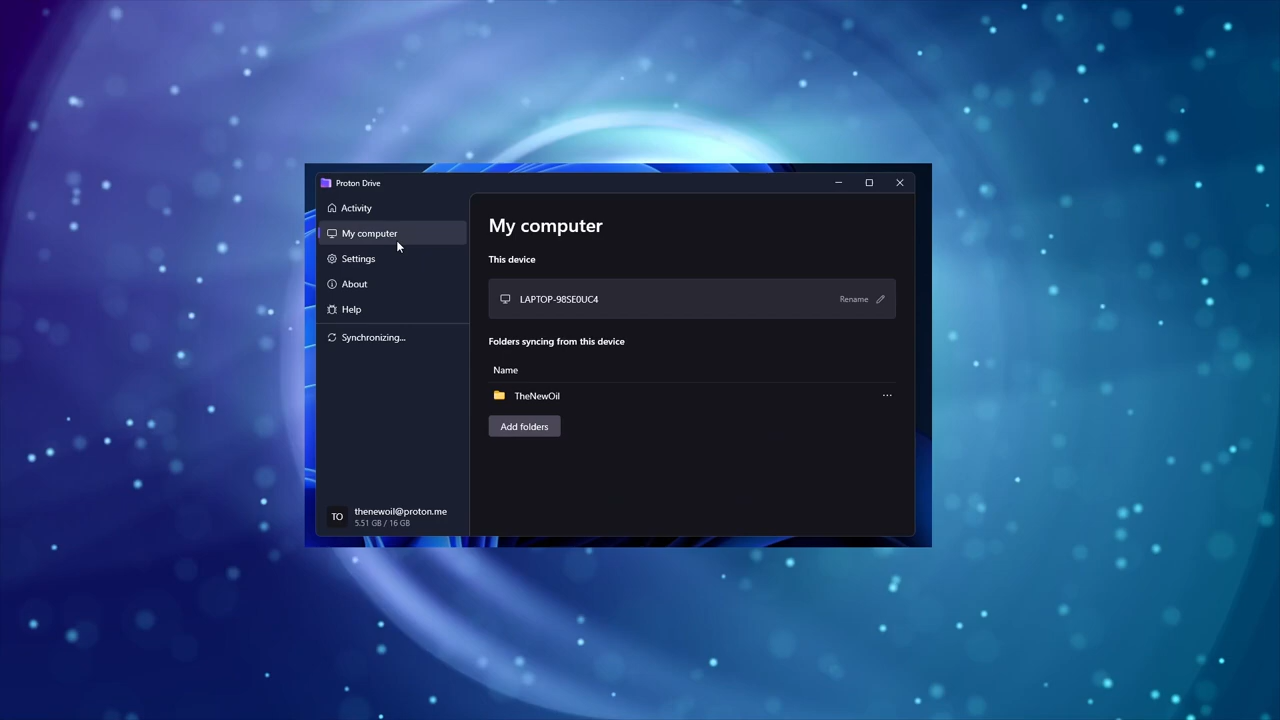 Proton Drive
Activity
My computer
Settings
About
Help
Synchronizing...
TO
thenewoil@proton.me
5.51 GB / 16 GB
My computer
This device
LAPTOP-98SE0UC4
Rename
Folders syncing from this device
Name
TheNewOil
Add folders